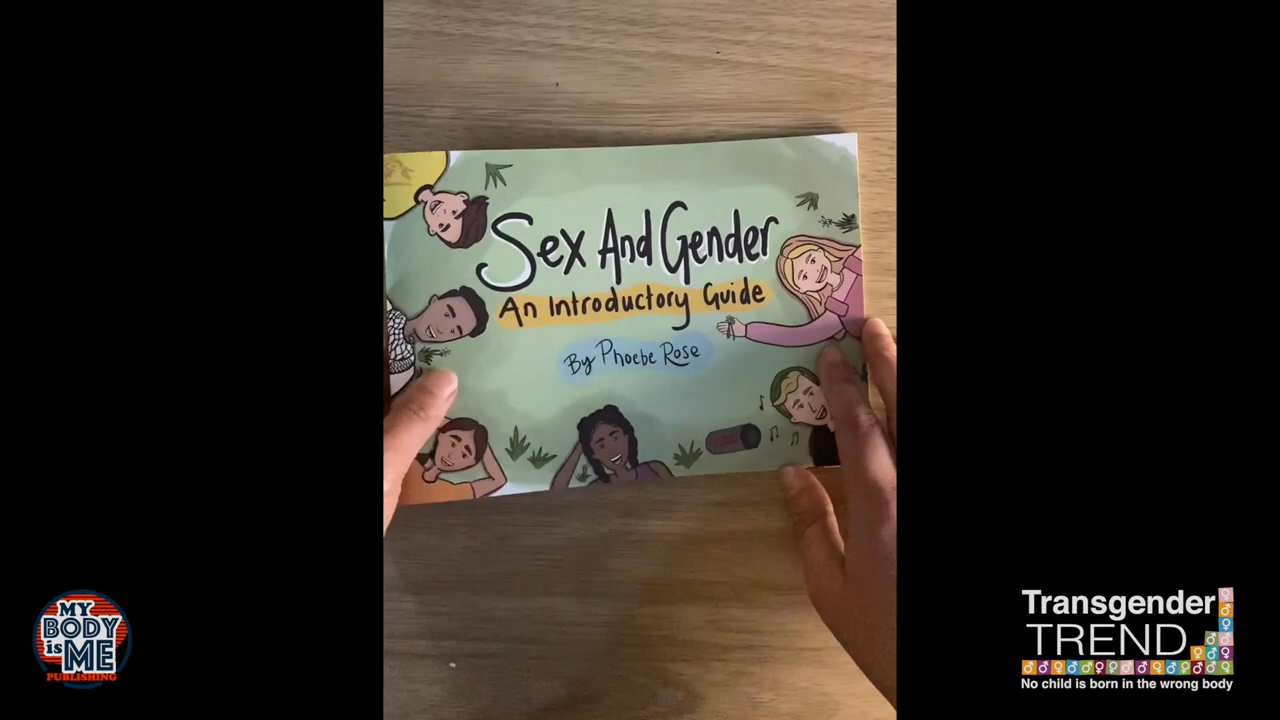 Sex And Gender
An Introductory Guide
By Phoebe Rose
MY
BODY
is
ME
PUBLISHING
Transgender
TREND
No child is born in the wrong body